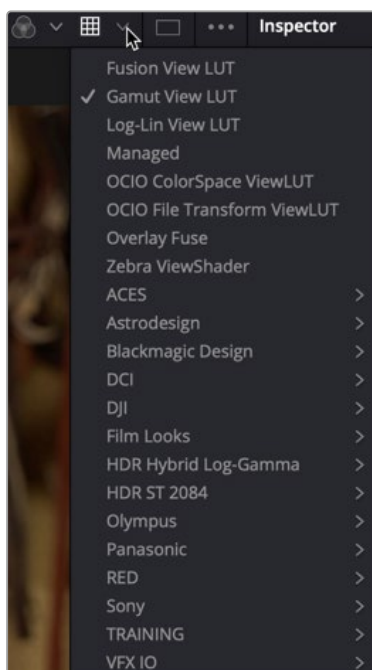 Inspector
Fusion View LUT
Gamut View LUT
Log-Lin View LUT
Managed
OCIO ColorSpace ViewLUT
OCIO File Transform ViewLUT
Overlay Fuse
Zebra ViewShader
ACES
Astrodesign
Blackmagic Design
DCI
DJI
Film Looks
HDR Hybrid Log-Gamma
HDR ST 2084
Olympus
Panasonic
RED
Sony
TRAINING
VFX IO